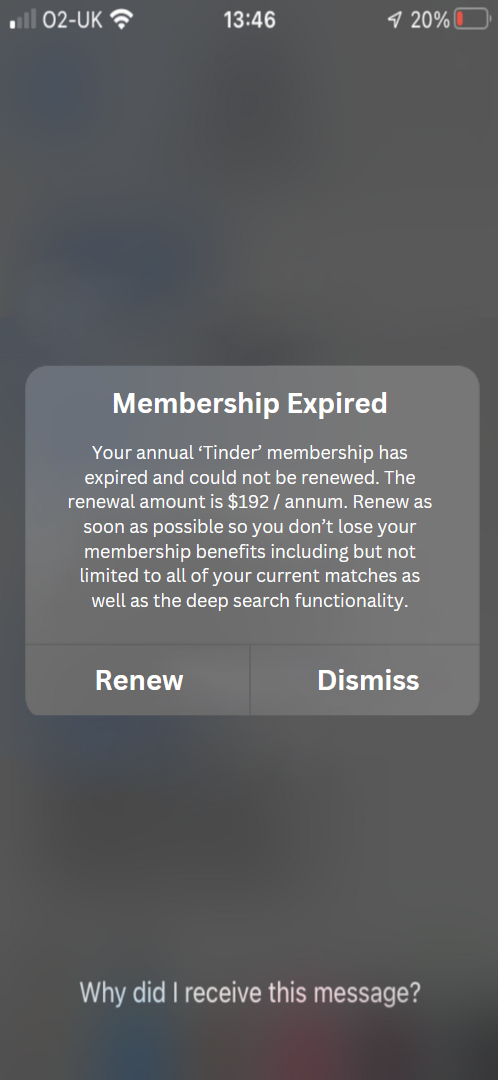 O2-UK 13:46 20%
Membership Expired
Your annual ‘Tinder’ membership has
expired and could not be renewed. The
renewal amount is $192 / annum. Renew as
soon as possible so you don’t lose your
membership benefits including but not
limited to all of your current matches as
well as the deep search functionality.
Renew Dismiss
Why did I receive this message?